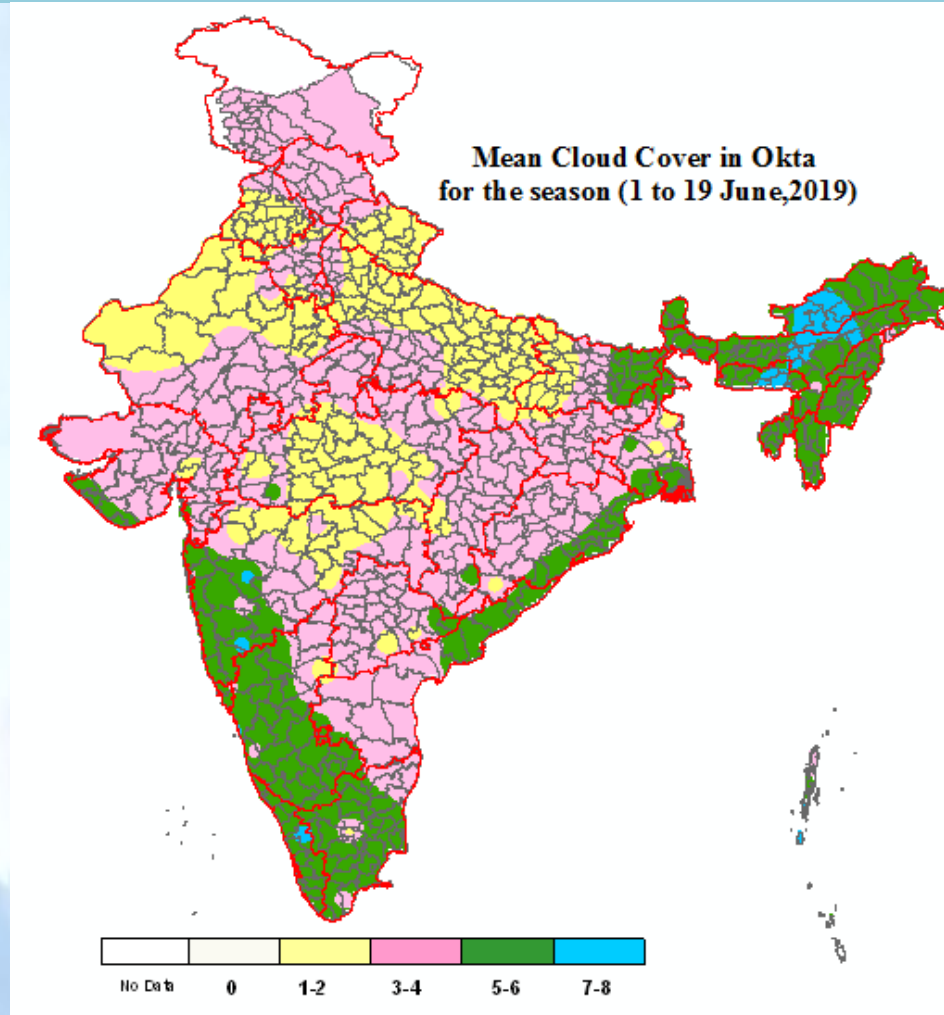 Mean Cloud Cover in Okta
for the season (1 to 19 June,2019)
No Data 0 1-2 3-4 5-6 7-8